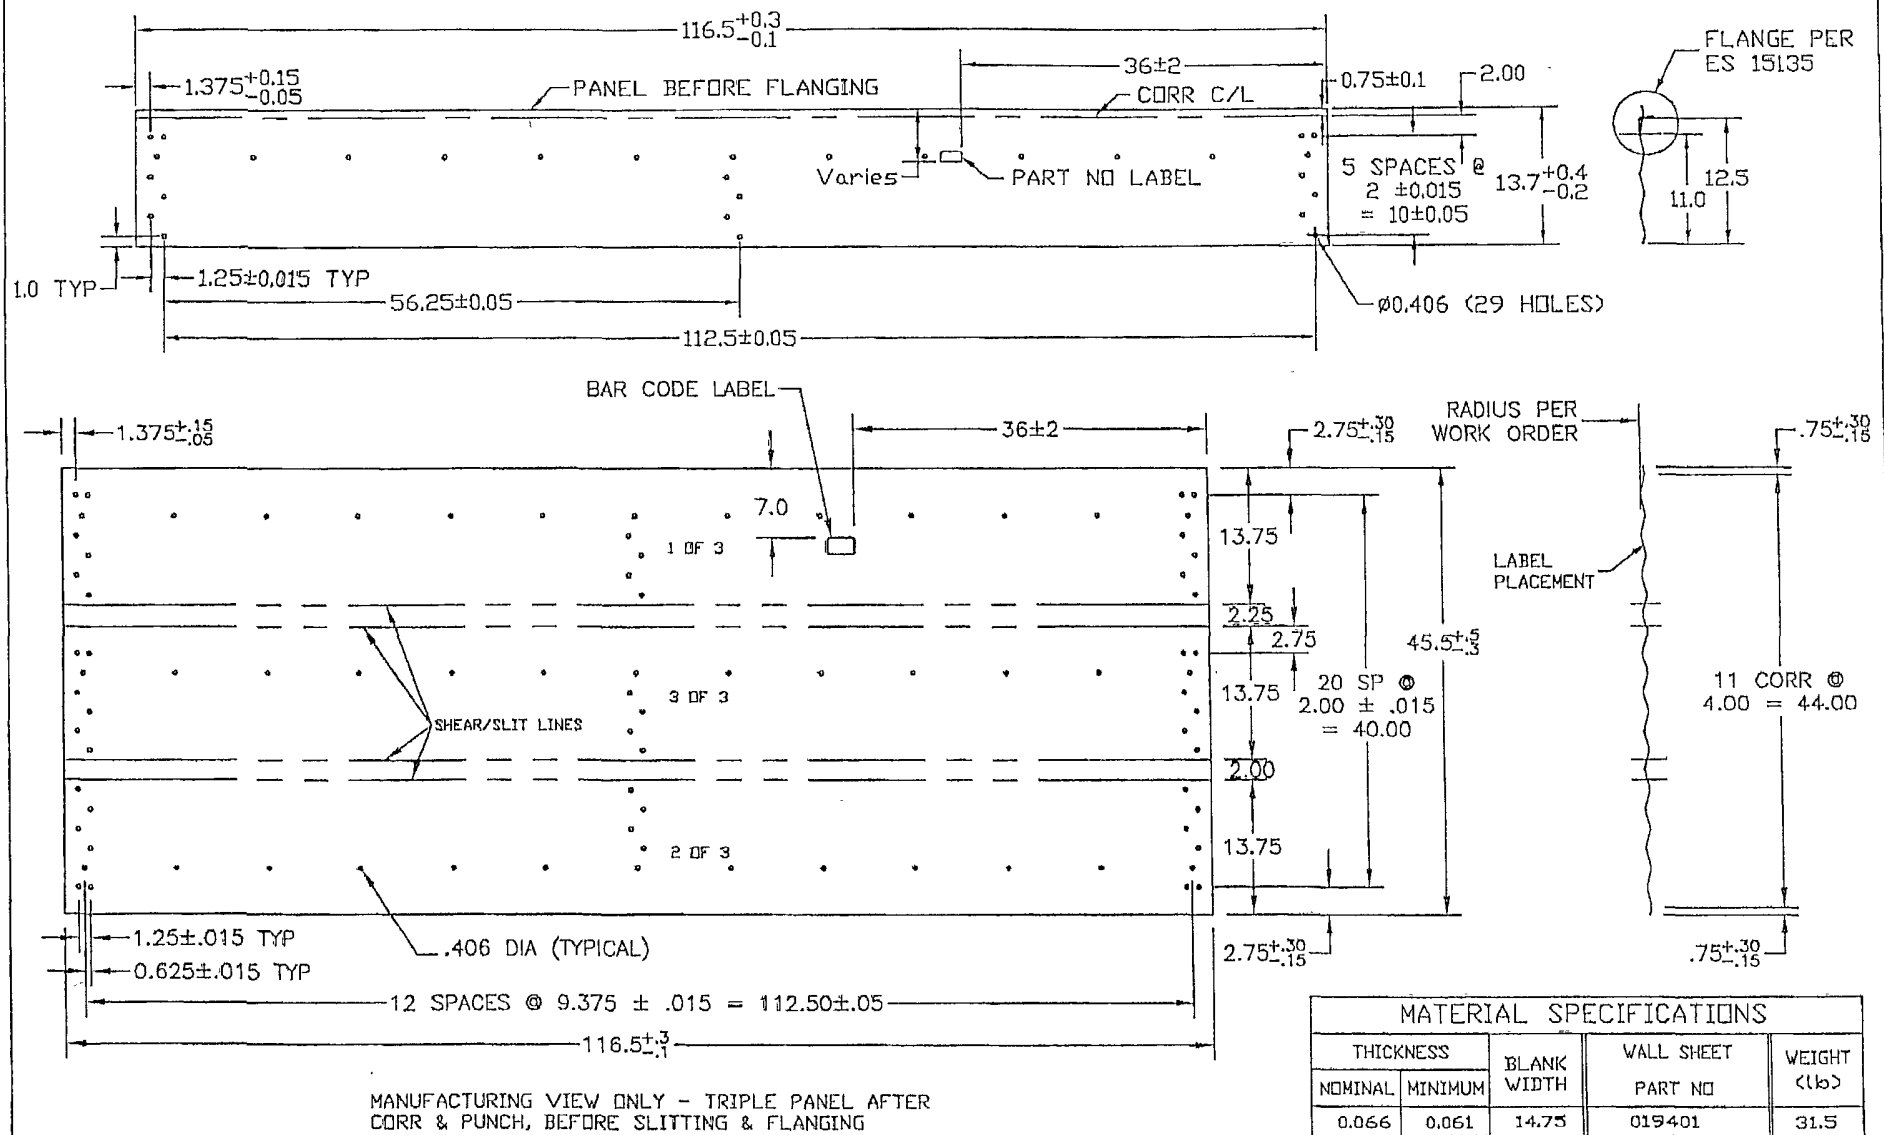 116.5+0.3
-0.1
FLANGE PER
ES 15135
1.375+0.15
-0.05
PANEL BEFORE FLANGING
36±2
CORR C/L
0.75±0.1
2.00
Varies
PART NO LABEL
5 SPACES @
2 ±0.015
= 10±0.05
13.7+0.4
-0.2
12.5
11.0
1.0 TYP
1.25±0.015 TYP
56.25±0.05
ø0.406 (29 HOLES)
112.5±0.05
BAR CODE LABEL
1.375+.15
-.05
36±2
2.75+.30
-.15
RADIUS PER
WORK ORDER
.75+.30
-.15
7.0
13.75
1 OF 3
LABEL
PLACEMENT
2.25
2.75
45.5+.5
-.3
3 OF 3
13.75
20 SP @
2.00 ± .015
= 40.00
11 CORR @
4.00 = 44.00
SHEAR/SLIT LINES
2.00
2 OF 3
13.75
1.25±.015 TYP
.406 DIA (TYPICAL)
2.75+.30
-.15
.75+.30
-.15
0.625±.015 TYP
12 SPACES @ 9.375 ± .015 = 112.50±.05
116.5+.3
-.1
MANUFACTURING VIEW ONLY - TRIPLE PANEL AFTER
CORR & PUNCH, BEFORE SLITTING & FLANGING
MATERIAL SPECIFICATIONS
THICKNESS
BLANK
WIDTH
WALL SHEET
PART NO
WEIGHT
(lb)
NOMINAL MINIMUM
0.066 0.061 14.75 019401 31.5